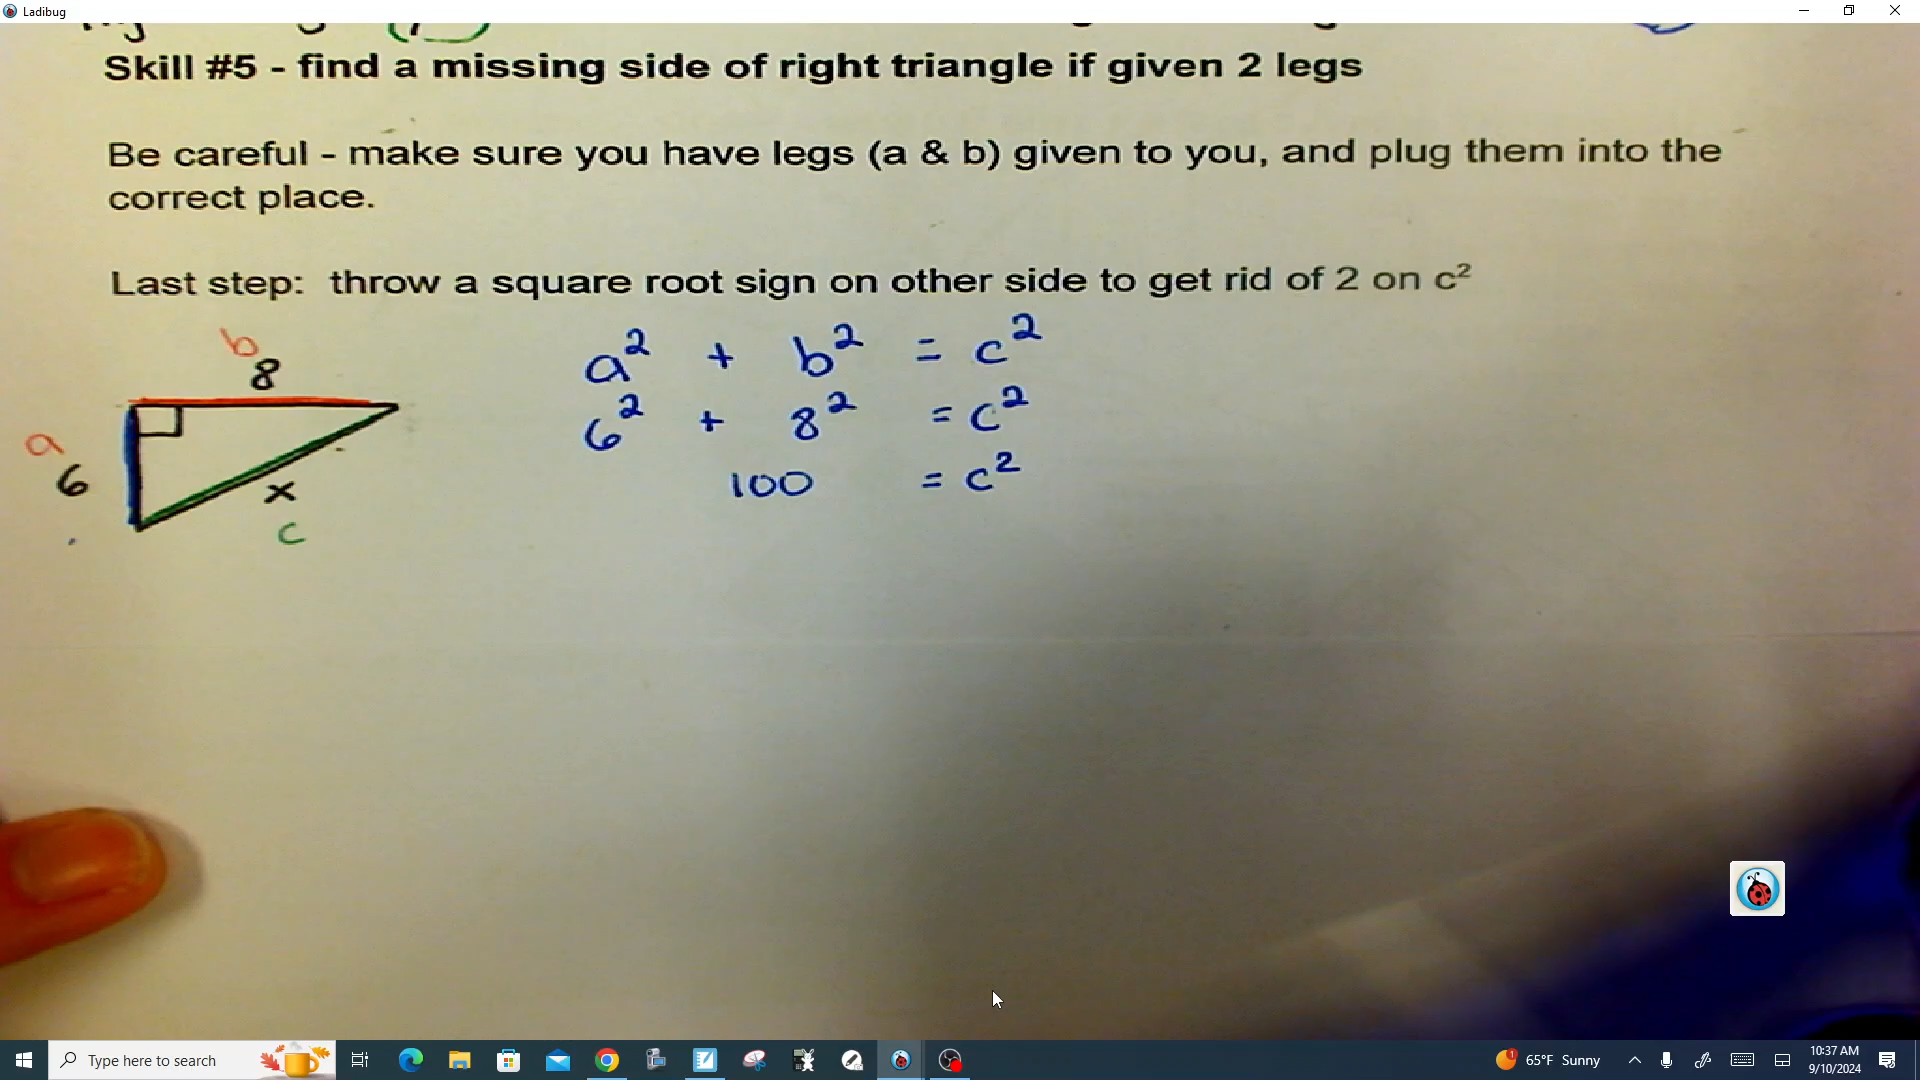 Ladibug
Skill #5 - find a missing side of right triangle if given 2 legs
Be careful - make sure you have legs (a & b) given to you, and plug them into the
correct place.
Last step: throw a square root sign on other side to get rid of 2 on c²
b
8
a
6
x
c
a² + b² = c²
6² + 8² = c²
100 = c²
Type here to search
65°F Sunny
10:37 AM
9/10/2024